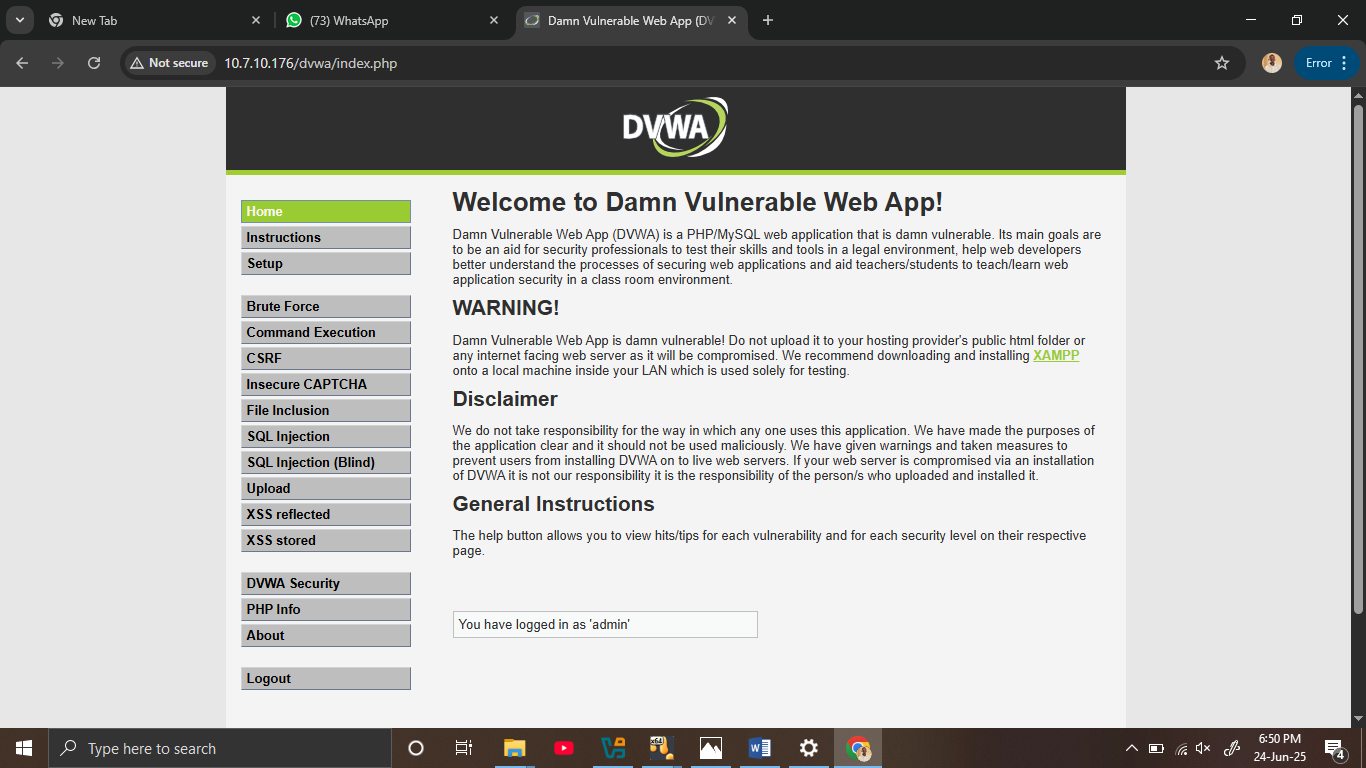 New Tab
(73) WhatsApp
Damn Vulnerable Web App (DV
Not secure
10.7.10.176/dvwa/index.php
Error
DVWA
Home
Instructions
Setup
Brute Force
Command Execution
CSRF
Insecure CAPTCHA
File Inclusion
SQL Injection
SQL Injection (Blind)
Upload
XSS reflected
XSS stored
DVWA Security
PHP Info
About
Logout
Welcome to Damn Vulnerable Web App!
Damn Vulnerable Web App (DVWA) is a PHP/MySQL web application that is damn vulnerable. Its main goals are
to be an aid for security professionals to test their skills and tools in a legal environment, help web developers
better understand the processes of securing web applications and aid teachers/students to teach/learn web
application security in a class room environment.
WARNING!
Damn Vulnerable Web App is damn vulnerable! Do not upload it to your hosting provider's public html folder or
any internet facing web server as it will be compromised. We recommend downloading and installing XAMPP
onto a local machine inside your LAN which is used solely for testing.
Disclaimer
We do not take responsibility for the way in which any one uses this application. We have made the purposes of
the application clear and it should not be used maliciously. We have given warnings and taken measures to
prevent users from installing DVWA on to live web servers. If your web server is compromised via an installation
of DVWA it is not our responsibility it is the responsibility of the person/s who uploaded and installed it.
General Instructions
The help button allows you to view hits/tips for each vulnerability and for each security level on their respective
page.
You have logged in as 'admin'
Type here to search
x64
6:50 PM
24-Jun-25
4